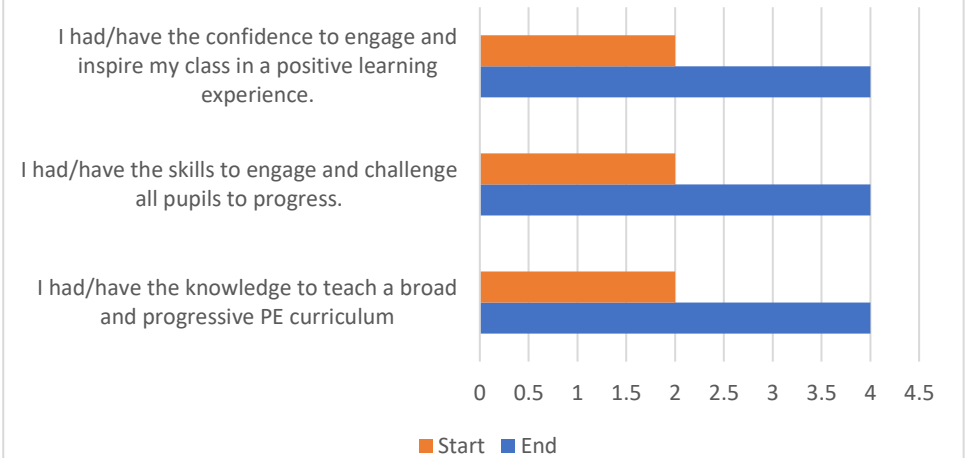 I had/have the confidence to engage and
inspire my class in a positive learning
experience.
I had/have the skills to engage and challenge
all pupils to progress.
I had/have the knowledge to teach a broad
and progressive PE curriculum
0 0.5 1 1.5 2 2.5 3 3.5 4 4.5
Start End